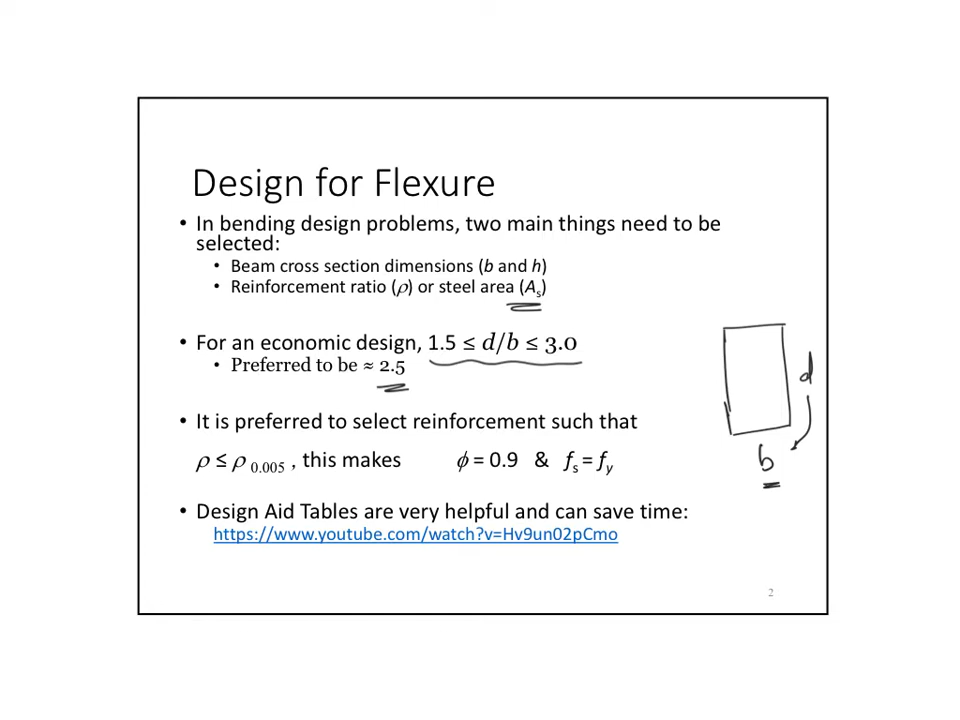 Design for Flexure
• In bending design problems, two main things need to be
selected:
• Beam cross section dimensions (b and h)
• Reinforcement ratio (ρ) or steel area (As)
• For an economic design, 1.5 ≤ d/b ≤ 3.0
• Preferred to be ≈ 2.5
d
• It is preferred to select reinforcement such that
ρ ≤ ρ 0.005 , this makes ϕ = 0.9 & fs = fy
b
• Design Aid Tables are very helpful and can save time:
https://www.youtube.com/watch?v=Hv9un02pCmo
2